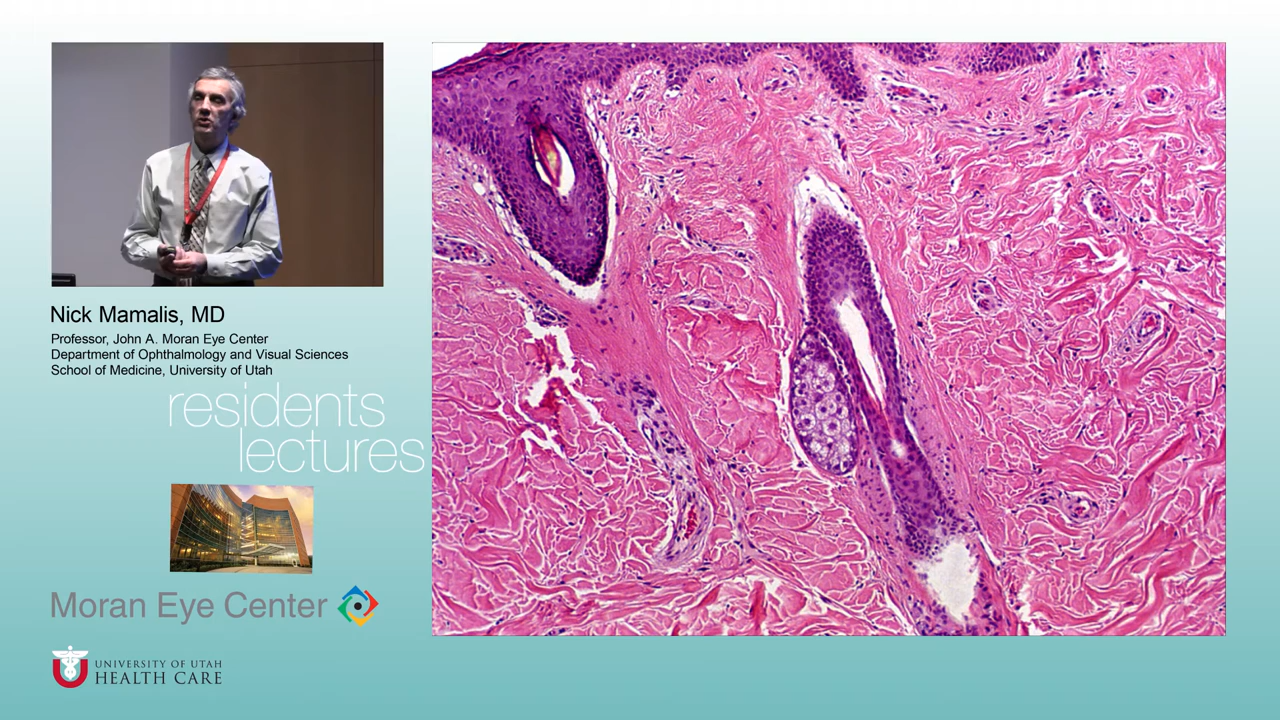 Nick Mamalis, MD
Professor, John A. Moran Eye Center
Department of Ophthalmology and Visual Sciences
School of Medicine, University of Utah
residents
lectures
Moran Eye Center
UNIVERSITY OF UTAH
HEALTH CARE